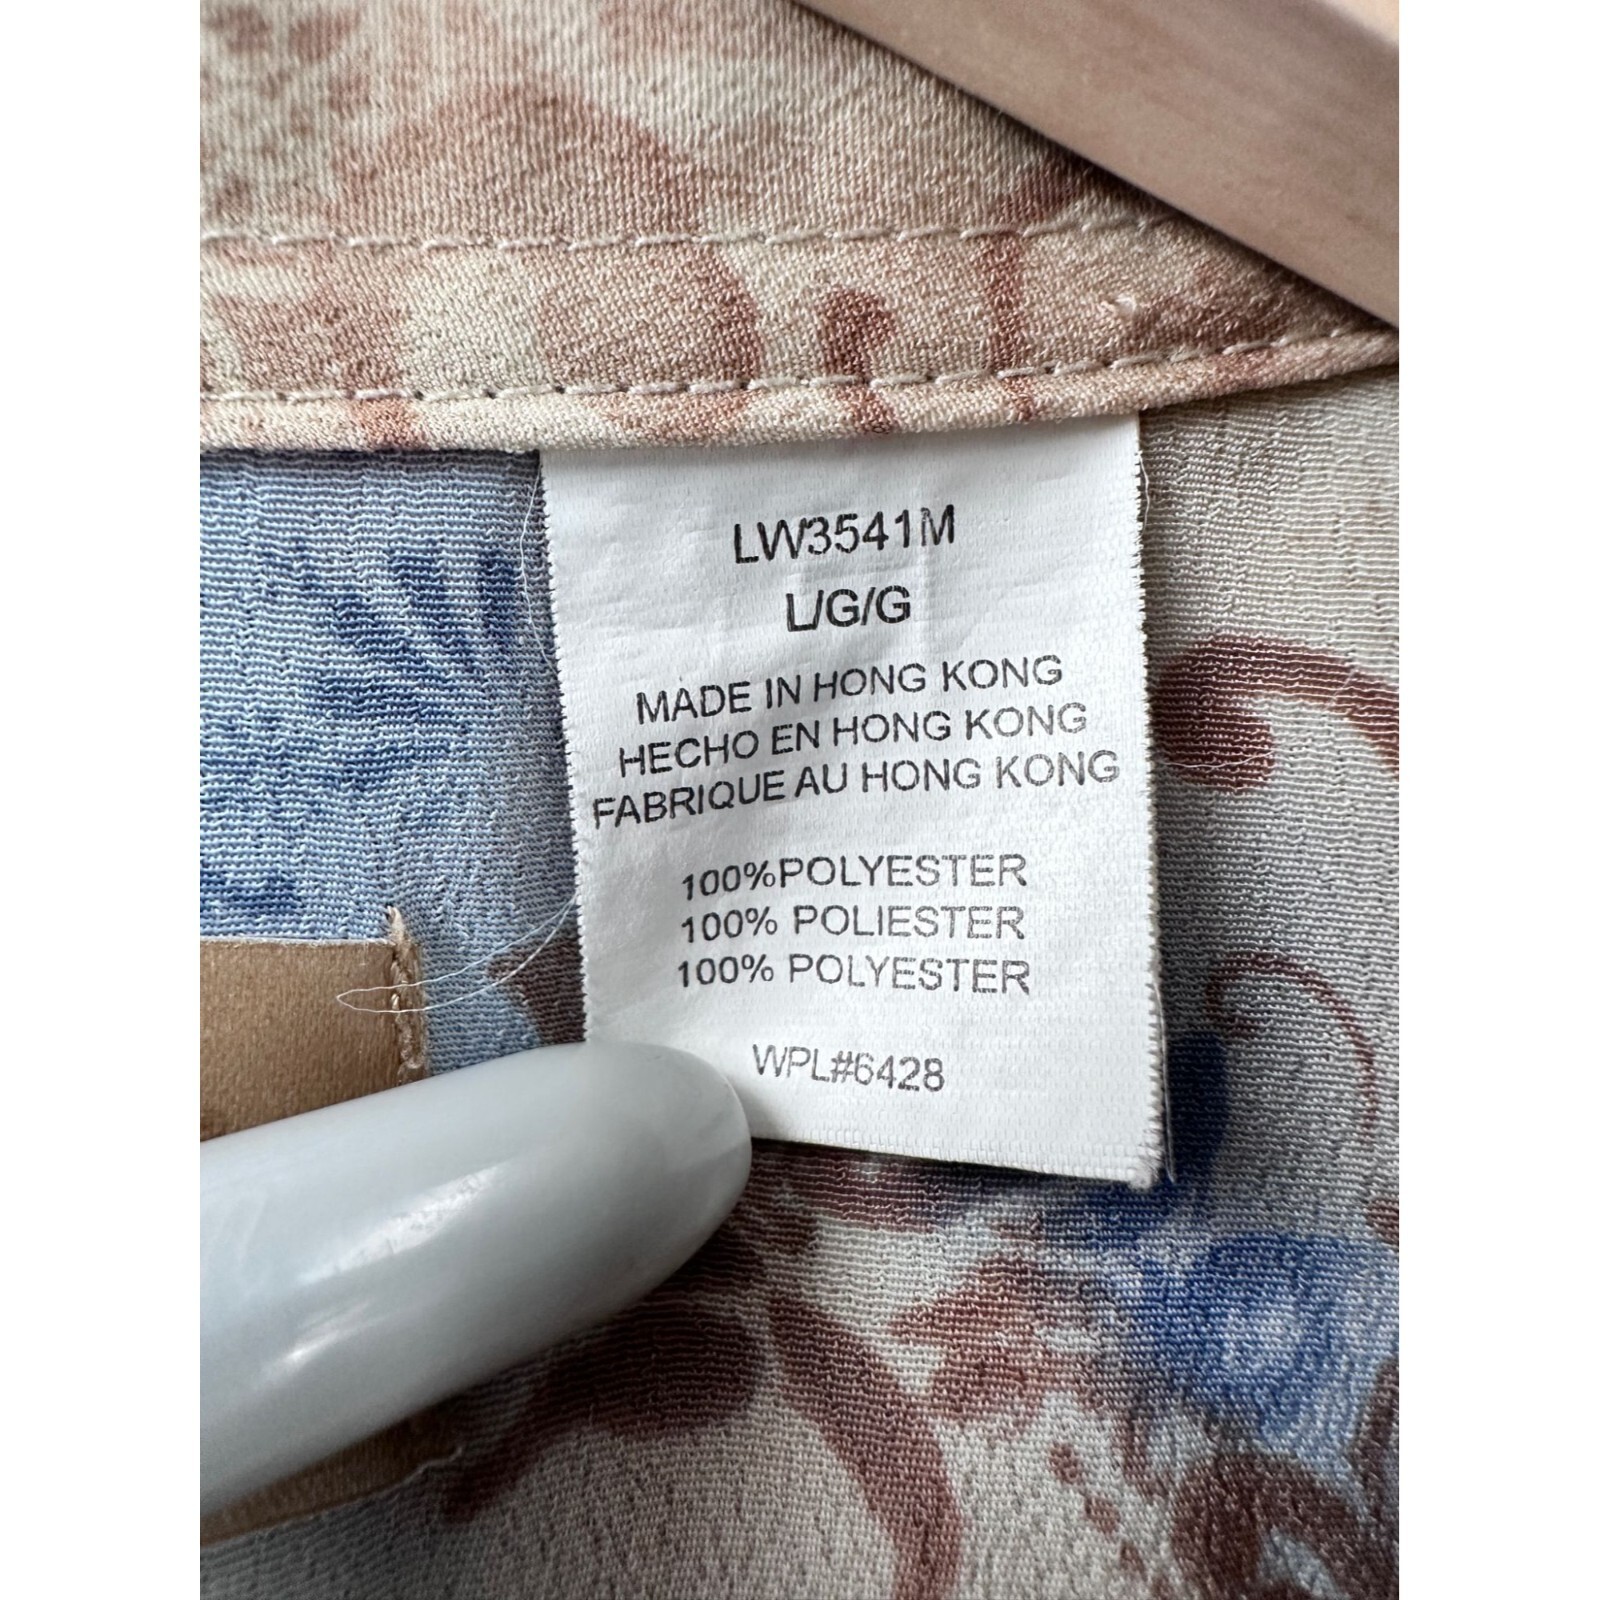 LW3541M
L/G/G
MADE IN HONG KONG
HECHO EN HONG KONG
FABRIQUE AU HONG KONG
100%POLYESTER
100% POLIESTER
100% POLYESTER
WPL#6428